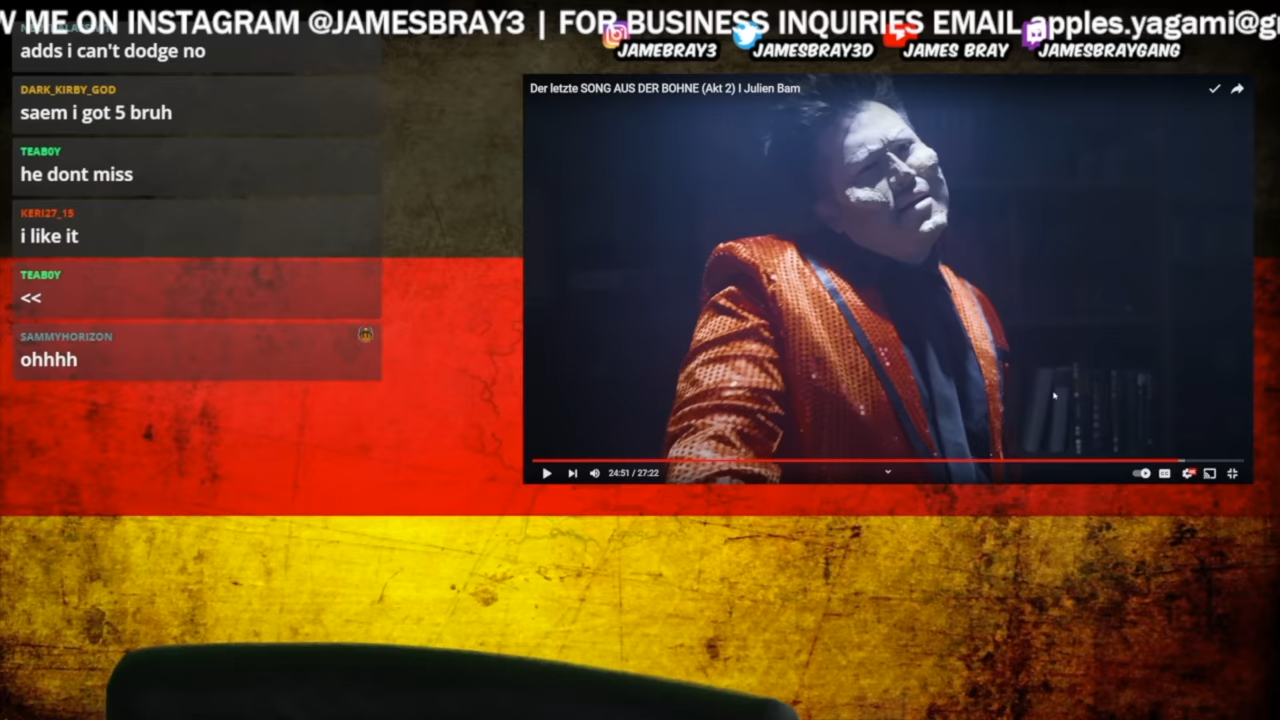 V ME ON INSTAGRAM @JAMESBRAY3 | FOR BUSINESS INQUIRIES EMAIL apples.yagami@g
JAMEBRAY3
JAMESBRAY3D
JAMES BRAY
JAMESBRAYGANG
adds i can't dodge no
DARK_KIRBY_GOD
saem i got 5 bruh
TEABOY
he dont miss
KERI27_15
i like it
TEABOY
<<
SAMMYHORIZON
ohhhh
Der letzte SONG AUS DER BOHNE (Akt 2) I Julien Bam
24:51 / 27:22